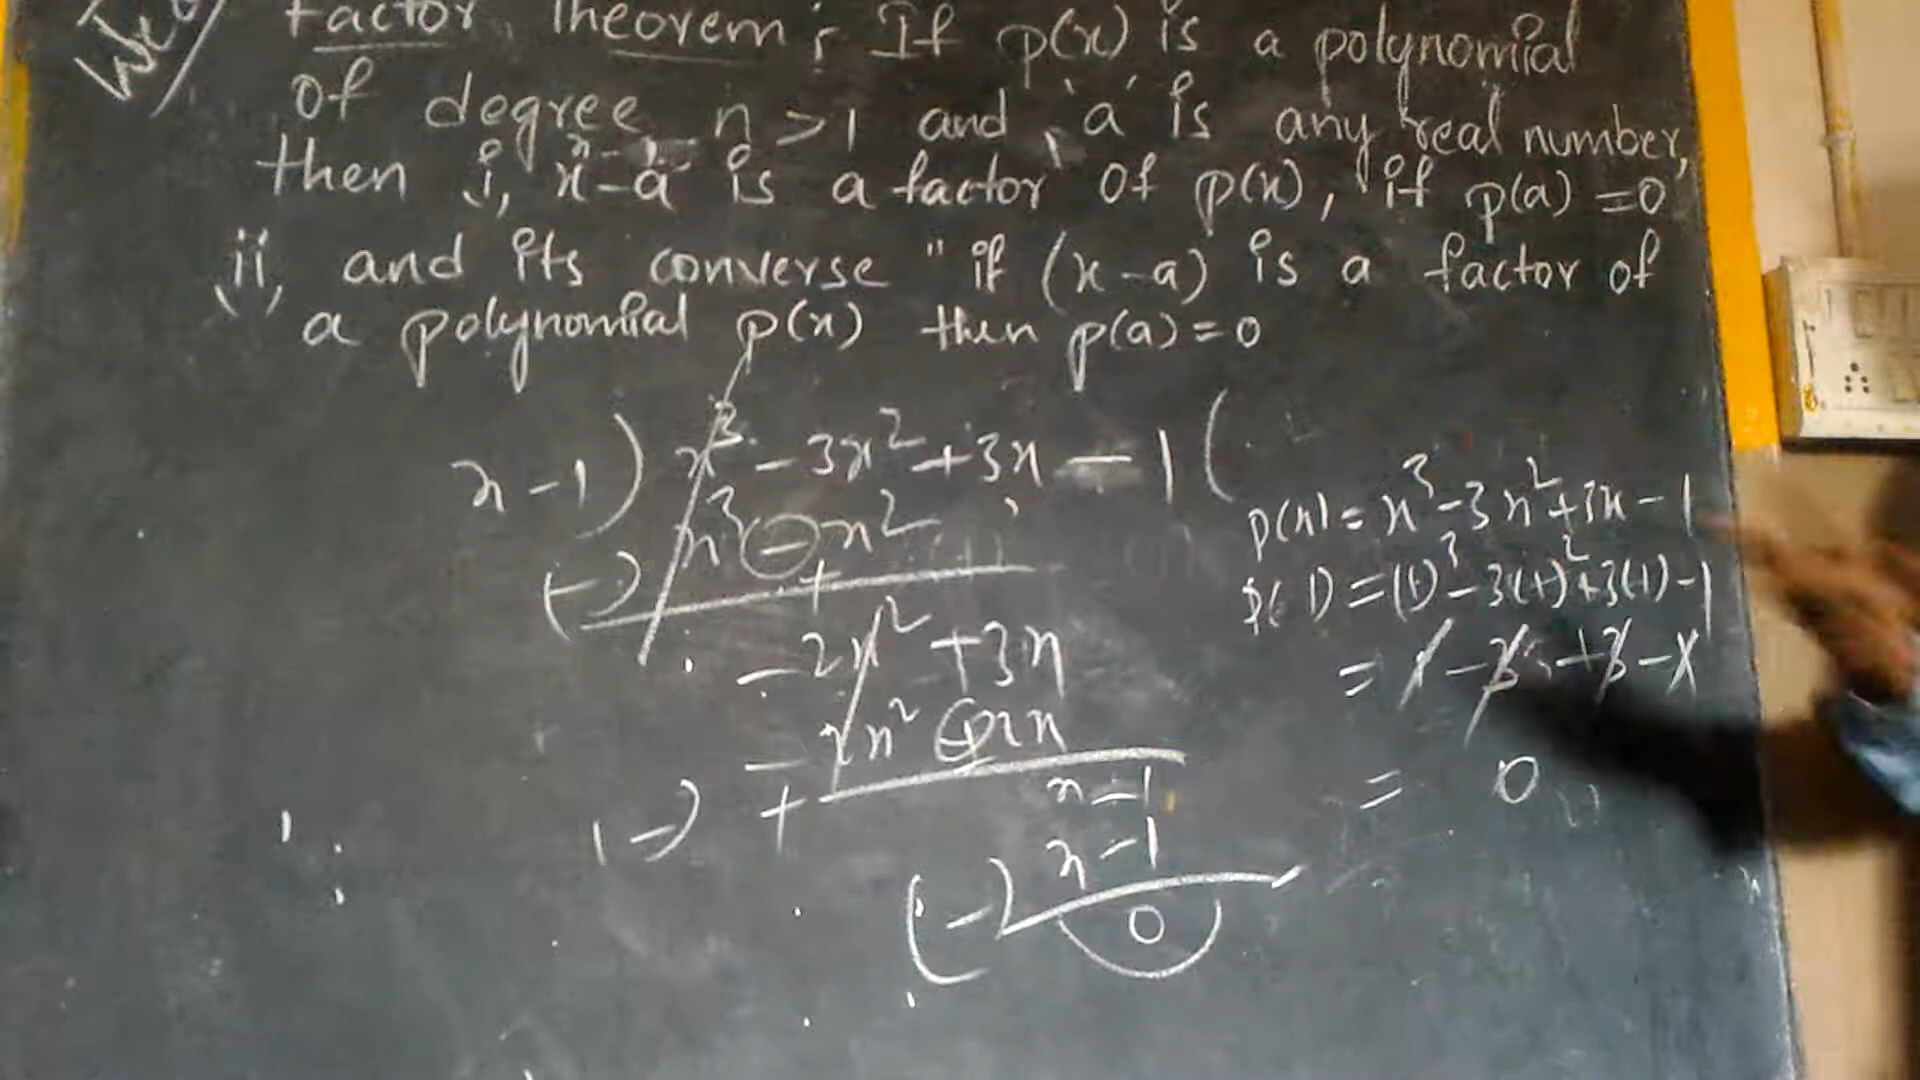 Factor Theorem : If p(x) is a polynomial
of degree n > 1 and 'a' is any real number,
then i, x-a is a factor of p(x), if p(a) = 0
ii, and its converse "if (x-a) is a factor of
a polynomial p(x) then p(a) = 0
x-1) x³ - 3x² + 3x - 1 (
x³ - x²
(-) +
-2x² + 3x
-2x² + 2x
(-) +
x-1
x-1
(-)
0
p(x) = x³ - 3x² + 3x - 1
p(1) = (1)³ - 3(1)² + 3(1) - 1
= 1 - 3 + 3 - 1
= 0